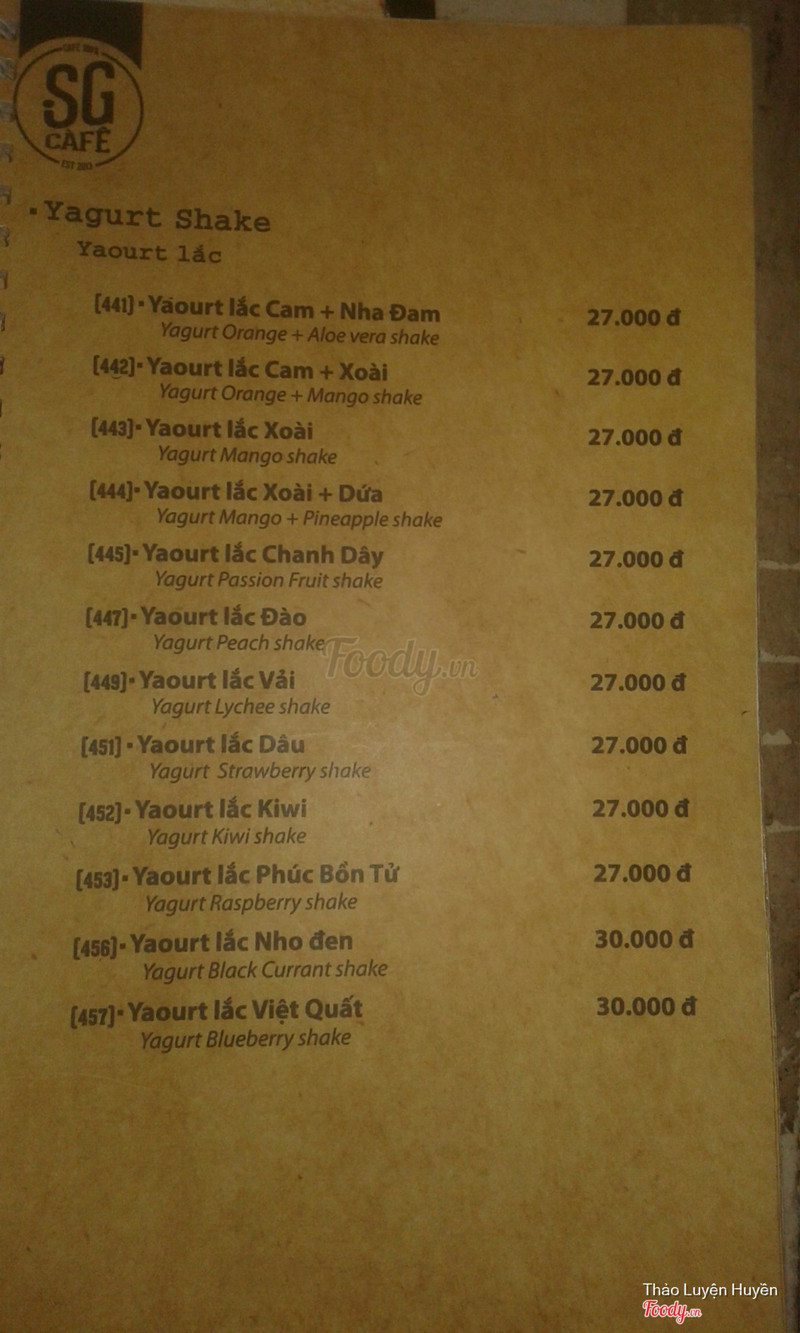 SG
CAFÊ
EST 2013
▪Yagurt Shake
Yaourt lắc
[441]▪Yaourt lắc Cam + Nha Đam 27.000 đ
Yagurt Orange + Aloe vera shake
[442]▪Yaourt lắc Cam + Xoài 27.000 đ
Yagurt Orange + Mango shake
[443]▪Yaourt lắc Xoài 27.000 đ
Yagurt Mango shake
[444]▪Yaourt lắc Xoài + Dứa 27.000 đ
Yagurt Mango + Pineapple shake
[445]▪Yaourt lắc Chanh Dây 27.000 đ
Yagurt Passion Fruit shake
[447]▪Yaourt lắc Đào 27.000 đ
Yagurt Peach shake
Foody.vn
[449]▪Yaourt lắc Vải 27.000 đ
Yagurt Lychee shake
[451]▪Yaourt lắc Dâu 27.000 đ
Yagurt Strawberry shake
[452]▪Yaourt lắc Kiwi 27.000 đ
Yagurt Kiwi shake
[453]▪Yaourt lắc Phúc Bồn Tử 27.000 đ
Yagurt Raspberry shake
[456]▪Yaourt lắc Nho đen 30.000 đ
Yagurt Black Currant shake
[457]▪Yaourt lắc Việt Quất 30.000 đ
Yagurt Blueberry shake
Thảo Luyện Huyền
Foody.vn